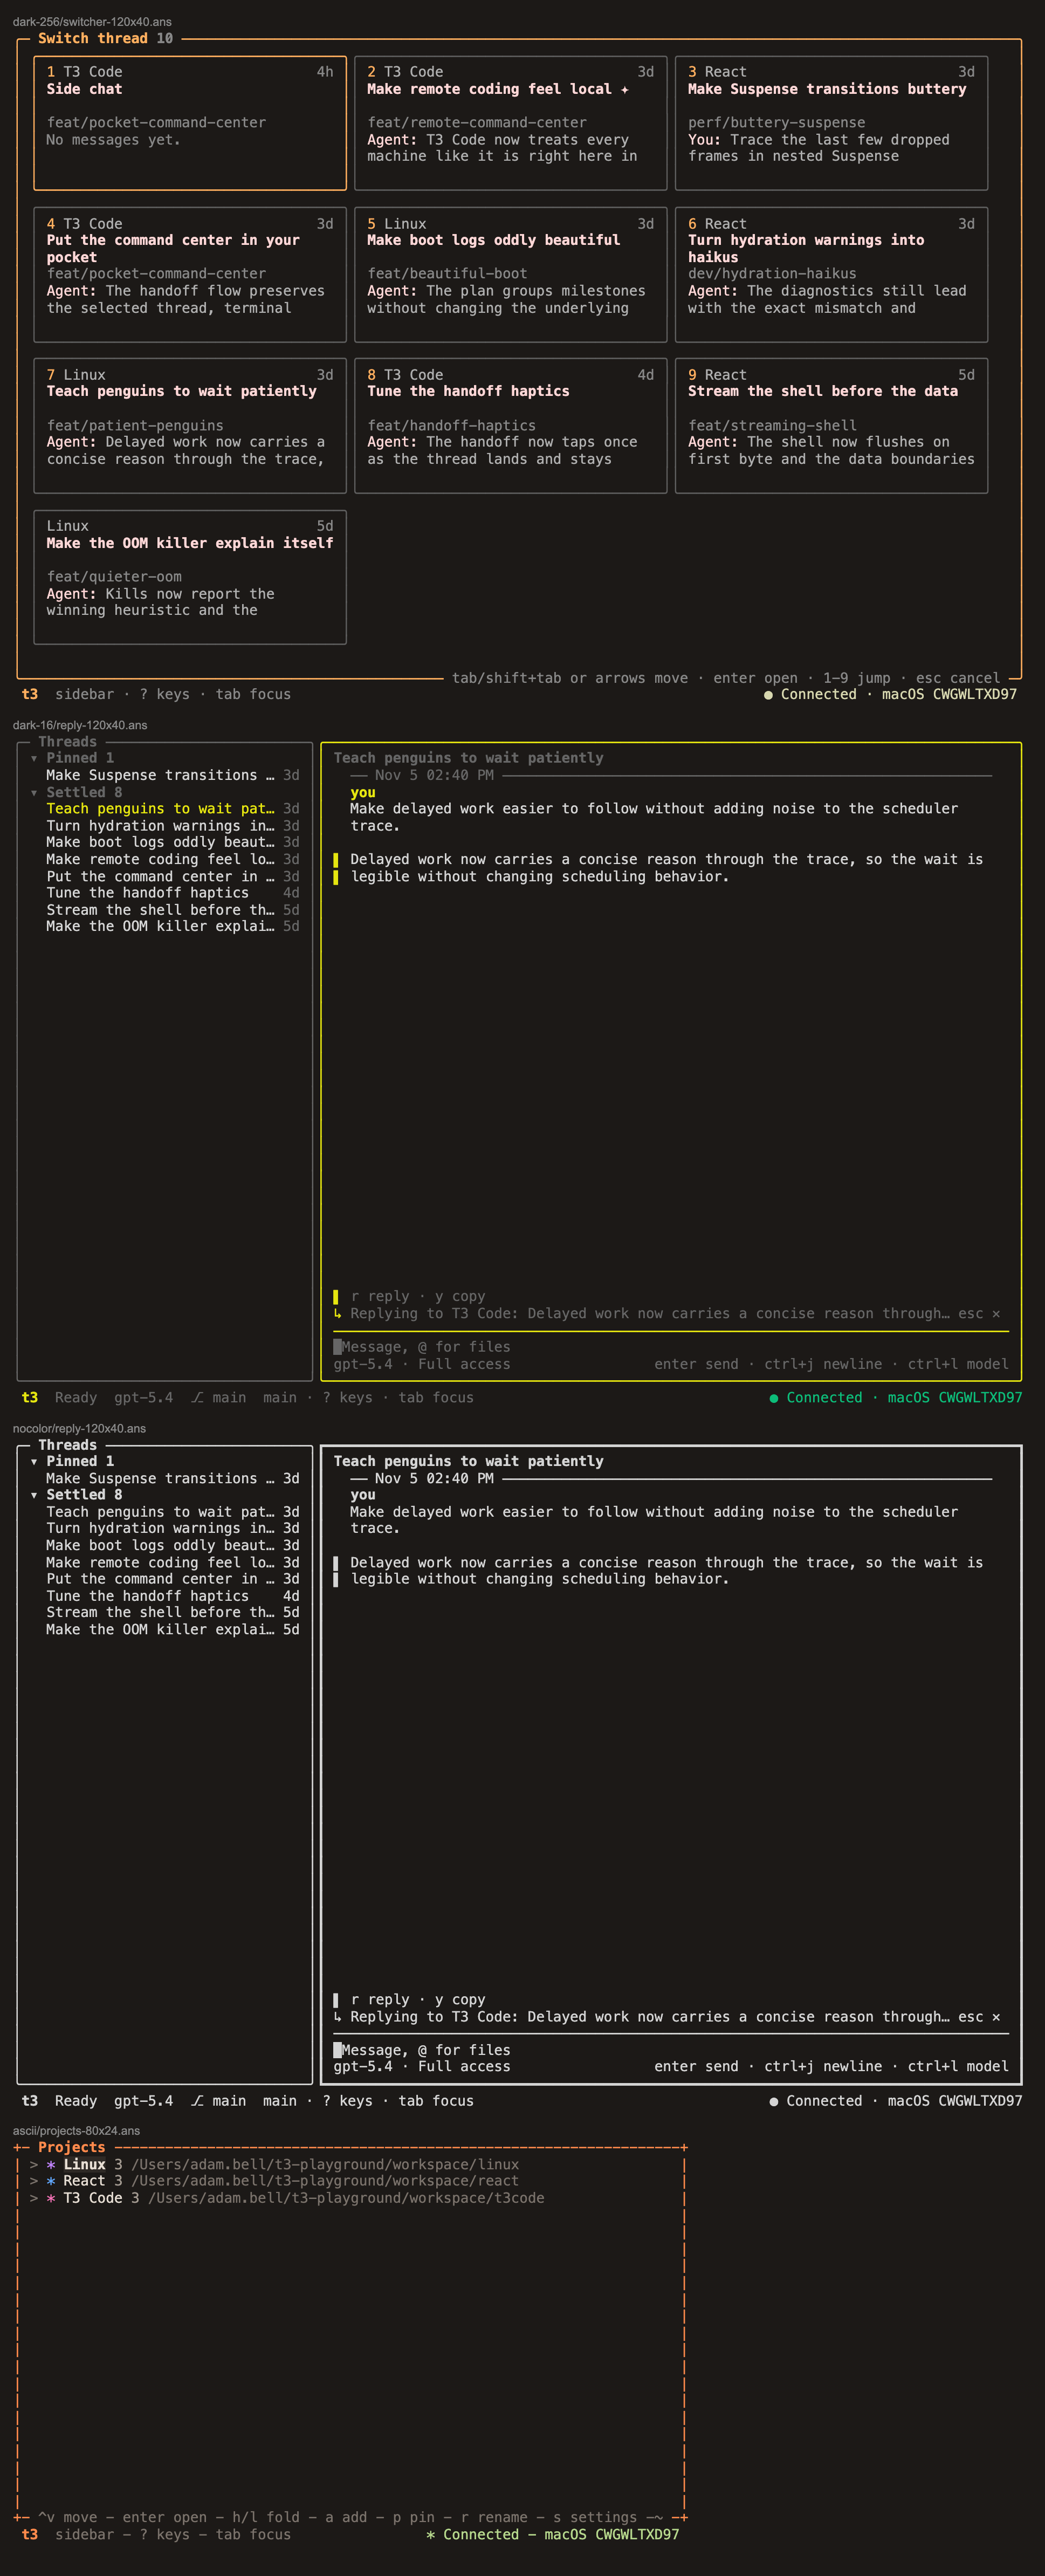 dark-256/switcher-120x40.ans
Switch thread 10
1 T3 Code 4h
Side chat
feat/pocket-command-center
No messages yet.
2 T3 Code 3d
Make remote coding feel local ✦
feat/remote-command-center
Agent: T3 Code now treats every
machine like it is right here in
3 React 3d
Make Suspense transitions buttery
perf/buttery-suspense
You: Trace the last few dropped
frames in nested Suspense
4 T3 Code 3d
Put the command center in your
pocket
feat/pocket-command-center
Agent: The handoff flow preserves
the selected thread, terminal
5 Linux 3d
Make boot logs oddly beautiful
feat/beautiful-boot
Agent: The plan groups milestones
without changing the underlying
6 React 3d
Turn hydration warnings into
haikus
dev/hydration-haikus
Agent: The diagnostics still lead
with the exact mismatch and
7 Linux 3d
Teach penguins to wait patiently
feat/patient-penguins
Agent: Delayed work now carries a
concise reason through the trace,
8 T3 Code 4d
Tune the handoff haptics
feat/handoff-haptics
Agent: The handoff now taps once
as the thread lands and stays
9 React 5d
Stream the shell before the data
feat/streaming-shell
Agent: The shell now flushes on
first byte and the data boundaries
Linux 5d
Make the OOM killer explain itself
feat/quieter-oom
Agent: Kills now report the
winning heuristic and the
tab/shift+tab or arrows move · enter open · 1-9 jump · esc cancel
t3 sidebar · ? keys · tab focus ● Connected · macOS CWGWLTXD97
dark-16/reply-120x40.ans
Threads
▾ Pinned 1
Make Suspense transitions … 3d
▾ Settled 8
Teach penguins to wait pat… 3d
Turn hydration warnings in… 3d
Make boot logs oddly beaut… 3d
Make remote coding feel lo… 3d
Put the command center in … 3d
Tune the handoff haptics 4d
Stream the shell before th… 5d
Make the OOM killer explai… 5d
Teach penguins to wait patiently
Nov 5 02:40 PM
you
Make delayed work easier to follow without adding noise to the scheduler
trace.
Delayed work now carries a concise reason through the trace, so the wait is
legible without changing scheduling behavior.
r reply · y copy
↳ Replying to T3 Code: Delayed work now carries a concise reason through… esc ×
Message, @ for files
gpt-5.4 · Full access enter send · ctrl+j newline · ctrl+l model
t3 Ready gpt-5.4 ⎇ main main · ? keys · tab focus ● Connected · macOS CWGWLTXD97
nocolor/reply-120x40.ans
Threads
▾ Pinned 1
Make Suspense transitions … 3d
▾ Settled 8
Teach penguins to wait pat… 3d
Turn hydration warnings in… 3d
Make boot logs oddly beaut… 3d
Make remote coding feel lo… 3d
Put the command center in … 3d
Tune the handoff haptics 4d
Stream the shell before th… 5d
Make the OOM killer explai… 5d
Teach penguins to wait patiently
Nov 5 02:40 PM
you
Make delayed work easier to follow without adding noise to the scheduler
trace.
Delayed work now carries a concise reason through the trace, so the wait is
legible without changing scheduling behavior.
r reply · y copy
↳ Replying to T3 Code: Delayed work now carries a concise reason through… esc ×
Message, @ for files
gpt-5.4 · Full access enter send · ctrl+j newline · ctrl+l model
t3 Ready gpt-5.4 ⎇ main main · ? keys · tab focus ● Connected · macOS CWGWLTXD97
ascii/projects-80x24.ans
Projects
> * Linux 3 /Users/adam.bell/t3-playground/workspace/linux
> * React 3 /Users/adam.bell/t3-playground/workspace/react
> * T3 Code 3 /Users/adam.bell/t3-playground/workspace/t3code
^v move - enter open - h/l fold - a add - p pin - r rename - s settings -~
t3 sidebar - ? keys - tab focus * Connected - macOS CWGWLTXD97